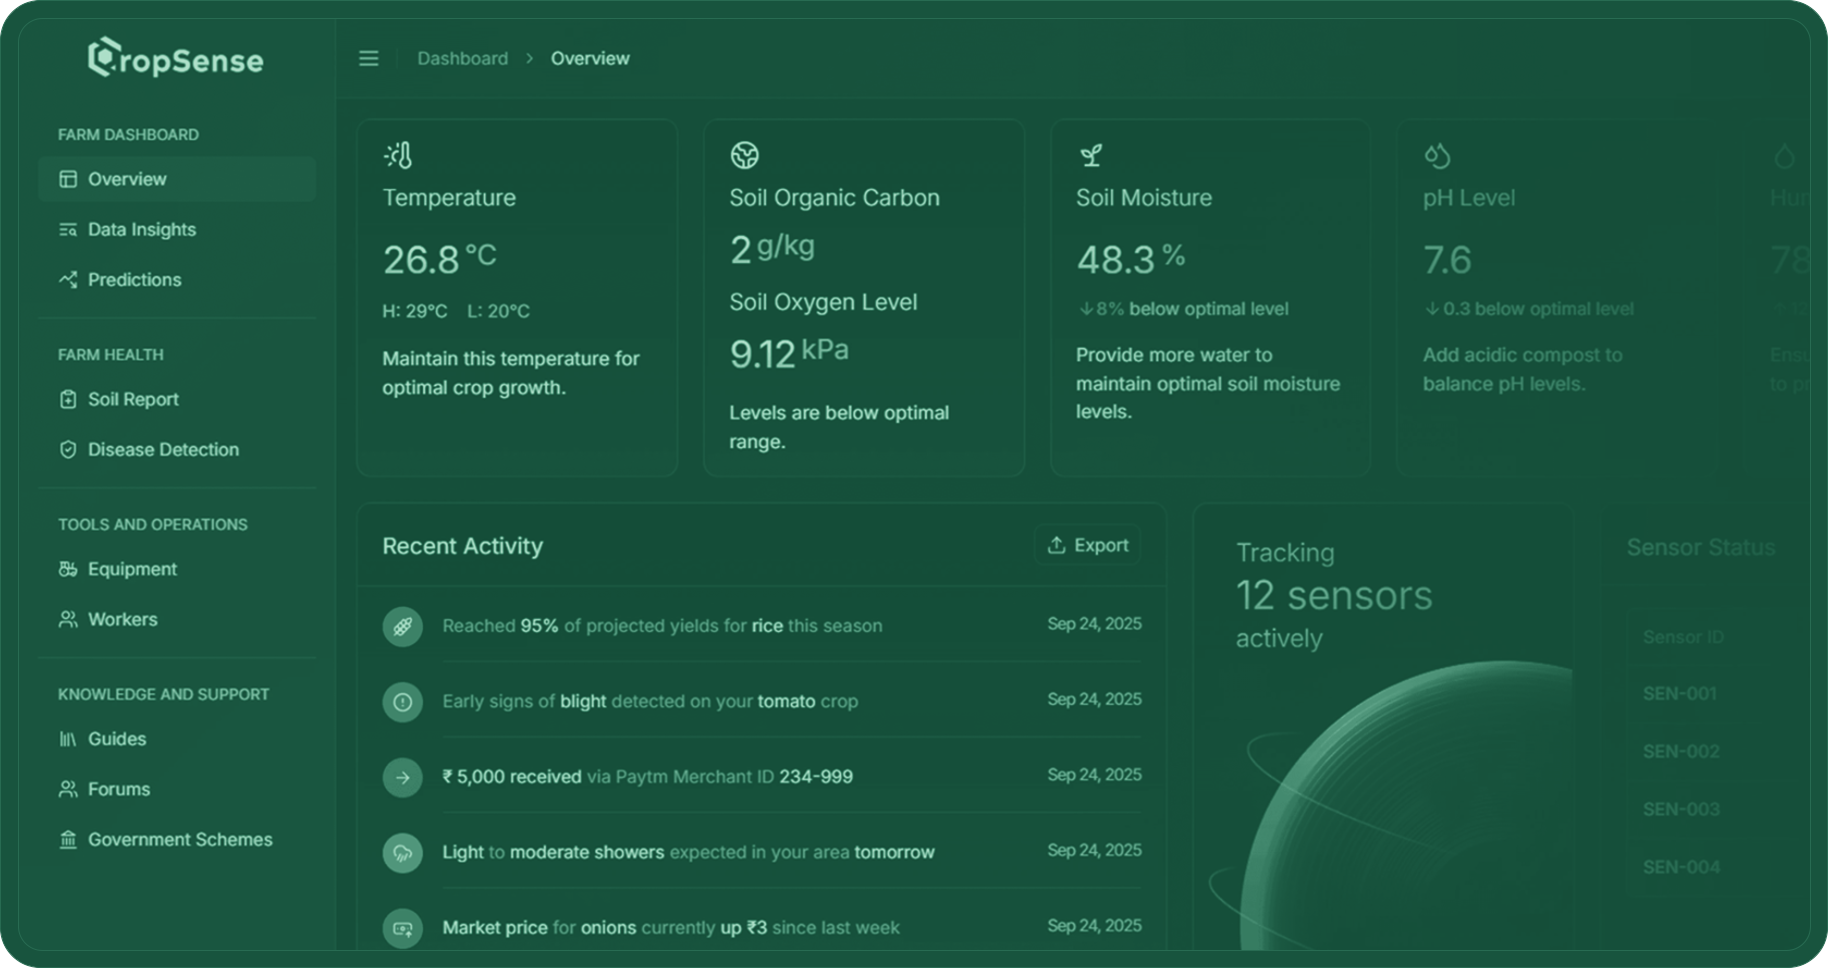 CropSense
FARM DASHBOARD
Overview
Data Insights
Predictions
FARM HEALTH
Soil Report
Disease Detection
TOOLS AND OPERATIONS
Equipment
Workers
KNOWLEDGE AND SUPPORT
Guides
Forums
Government Schemes
Dashboard > Overview
Temperature
26.8 °C
H: 29°C L: 20°C
Maintain this temperature for
optimal crop growth.
Soil Organic Carbon
2 g/kg
Soil Oxygen Level
9.12 kPa
Levels are below optimal
range.
Soil Moisture
48.3 %
↓8% below optimal level
Provide more water to
maintain optimal soil moisture
levels.
pH Level
7.6
↓0.3 below optimal level
Add acidic compost to
balance pH levels.
78
Recent Activity
Export
Reached 95% of projected yields for rice this season Sep 24, 2025
Early signs of blight detected on your tomato crop Sep 24, 2025
₹ 5,000 received via Paytm Merchant ID 234-999 Sep 24, 2025
Light to moderate showers expected in your area tomorrow Sep 24, 2025
Market price for onions currently up ₹3 since last week Sep 24, 2025
Tracking
12 sensors
actively
Sensor Status
Sensor ID
SEN-001
SEN-002
SEN-003
SEN-004